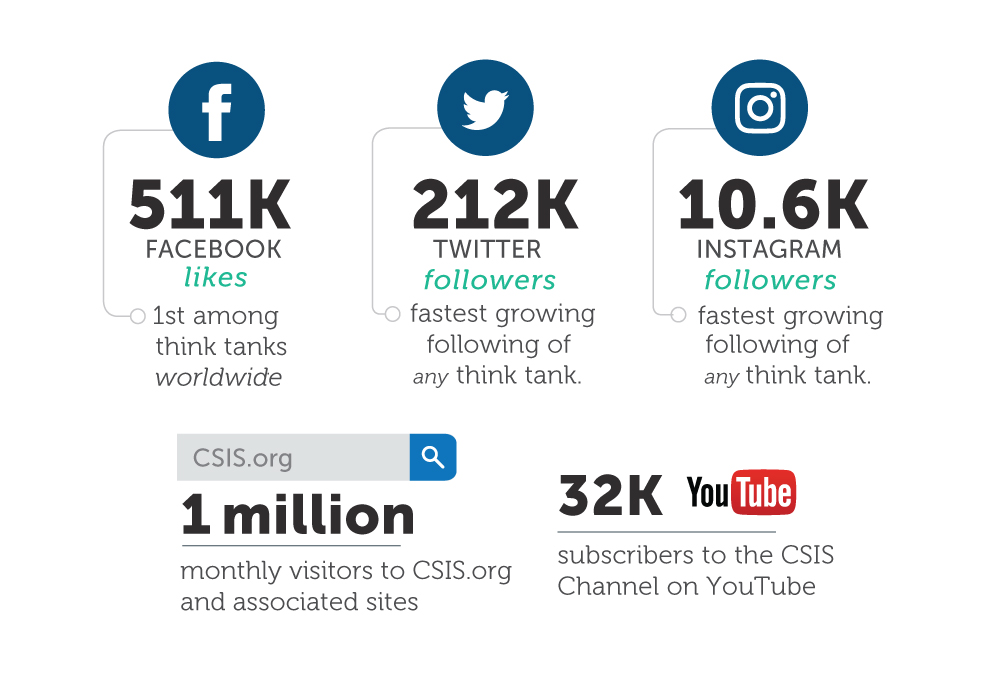 511K
FACEBOOK
likes
1st among
think tanks
worldwide
212K
TWITTER
followers
fastest growing
following of
any think tank.
10.6K
INSTAGRAM
followers
fastest growing
following of
any think tank.
CSIS.org
1 million
monthly visitors to CSIS.org
and associated sites
32K YouTube
subscribers to the CSIS
Channel on YouTube